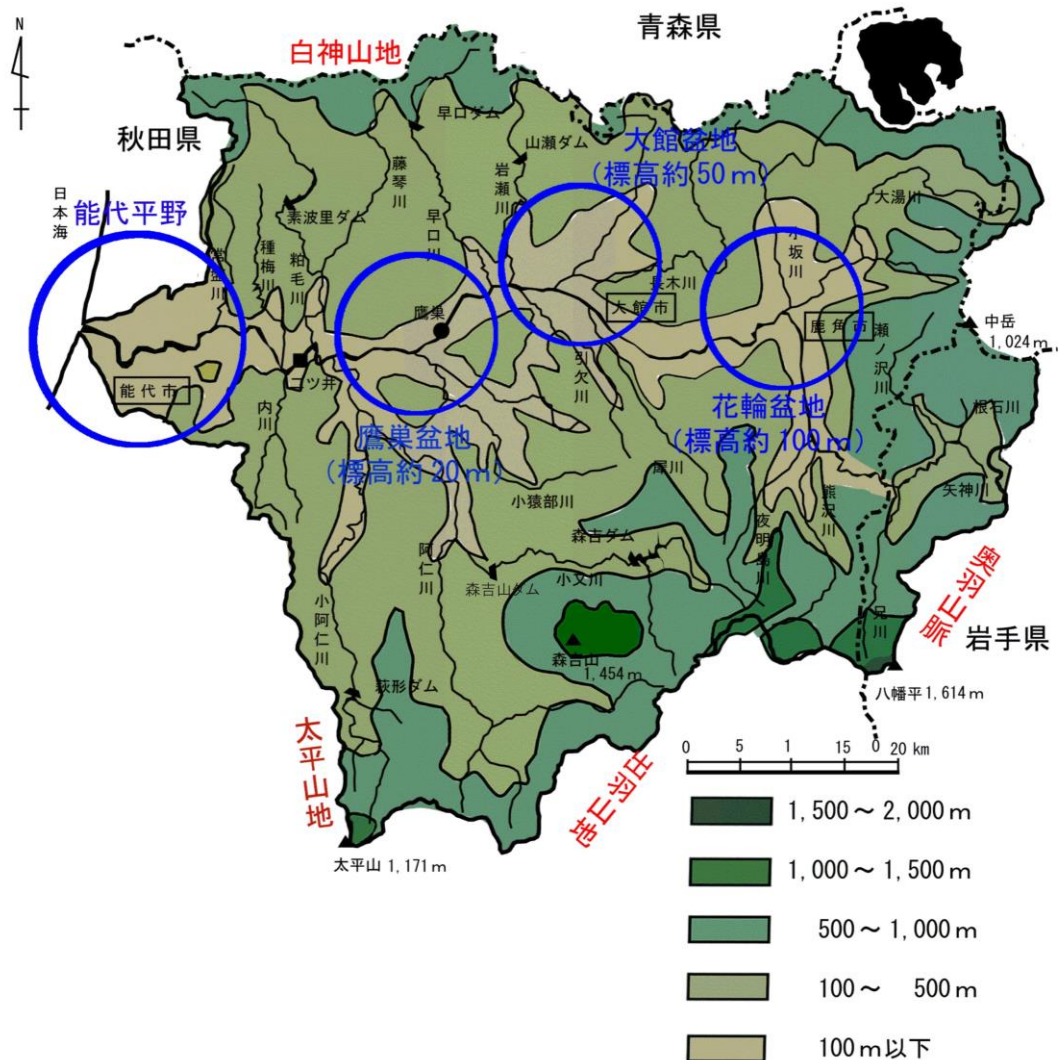 N
青森県
白神山地
秋田県
早口ダム
大館盆地
(標高約50m)
山瀬ダム
藤琴川
岩瀬川
日本海
能代平野
素波里ダム
早口川
大湯川
常盤川
種梅川
粕毛川
小坂川
長木川
鷹巣
大館市
鹿角市
瀬ノ沢川
中岳
1,024m
能代市
二ツ井
引欠川
内川
鷹巣盆地
(標高約20m)
花輪盆地
(標高約100m)
根石川
犀川
小猿部川
熊沢川
矢神川
夜明島川
森吉ダム
阿仁川
森吉山ダム
小又川
奥羽山脈
小阿仁川
兄川
岩手県
森吉山
1,454m
八幡平 1,614m
萩形ダム
太平山地
出羽山地
0 5 1 15 0 20 km
太平山 1,171m
1,500～2,000m
1,000～1,500m
500～1,000m
100～ 500m
100m以下